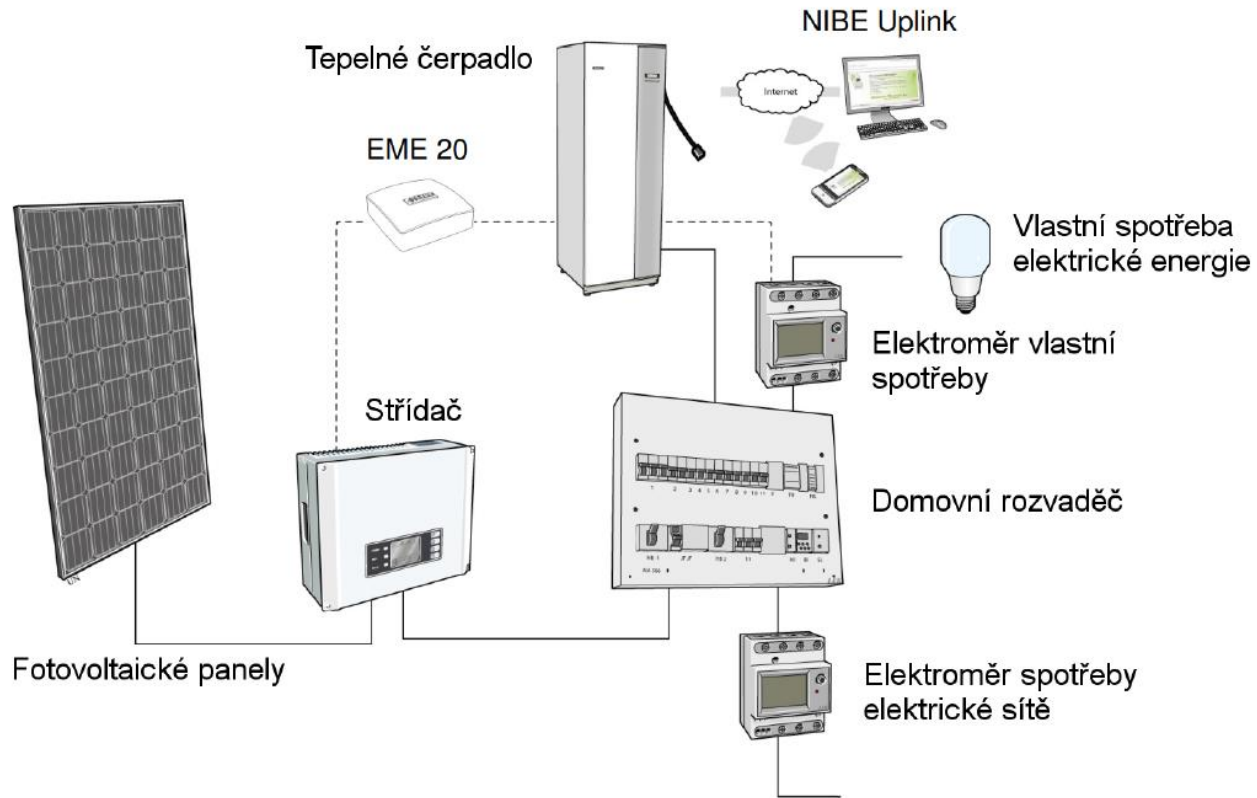 NIBE Uplink
Tepelné čerpadlo
Internet
EME 20
Vlastní spotřeba
elektrické energie
Elektroměr vlastní
spotřeby
Střídač
Domovní rozvaděč
Fotovoltaické panely
Elektroměr spotřeby
elektrické sítě